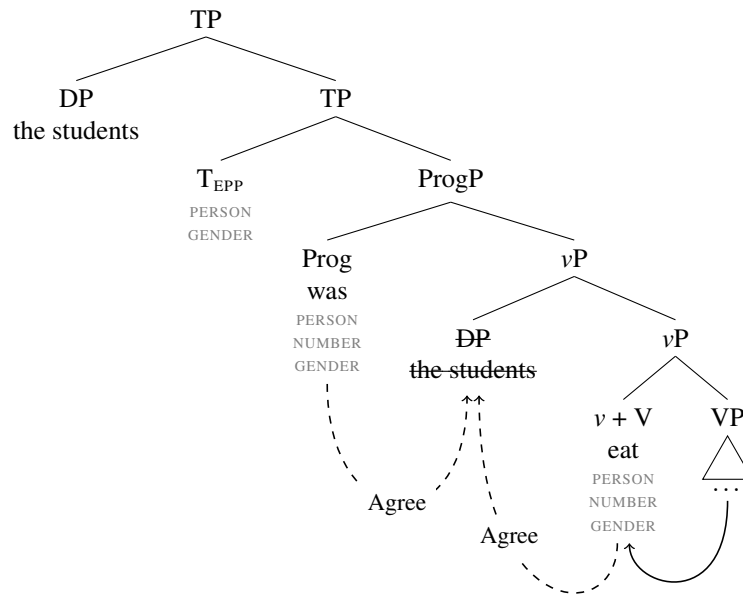 TP
DP
the students
TP
T_EPP
PERSON
GENDER
ProgP
Prog
was
PERSON
NUMBER
GENDER
vP
DP
the students
vP
v + V
eat
PERSON
NUMBER
GENDER
VP
...
Agree
Agree